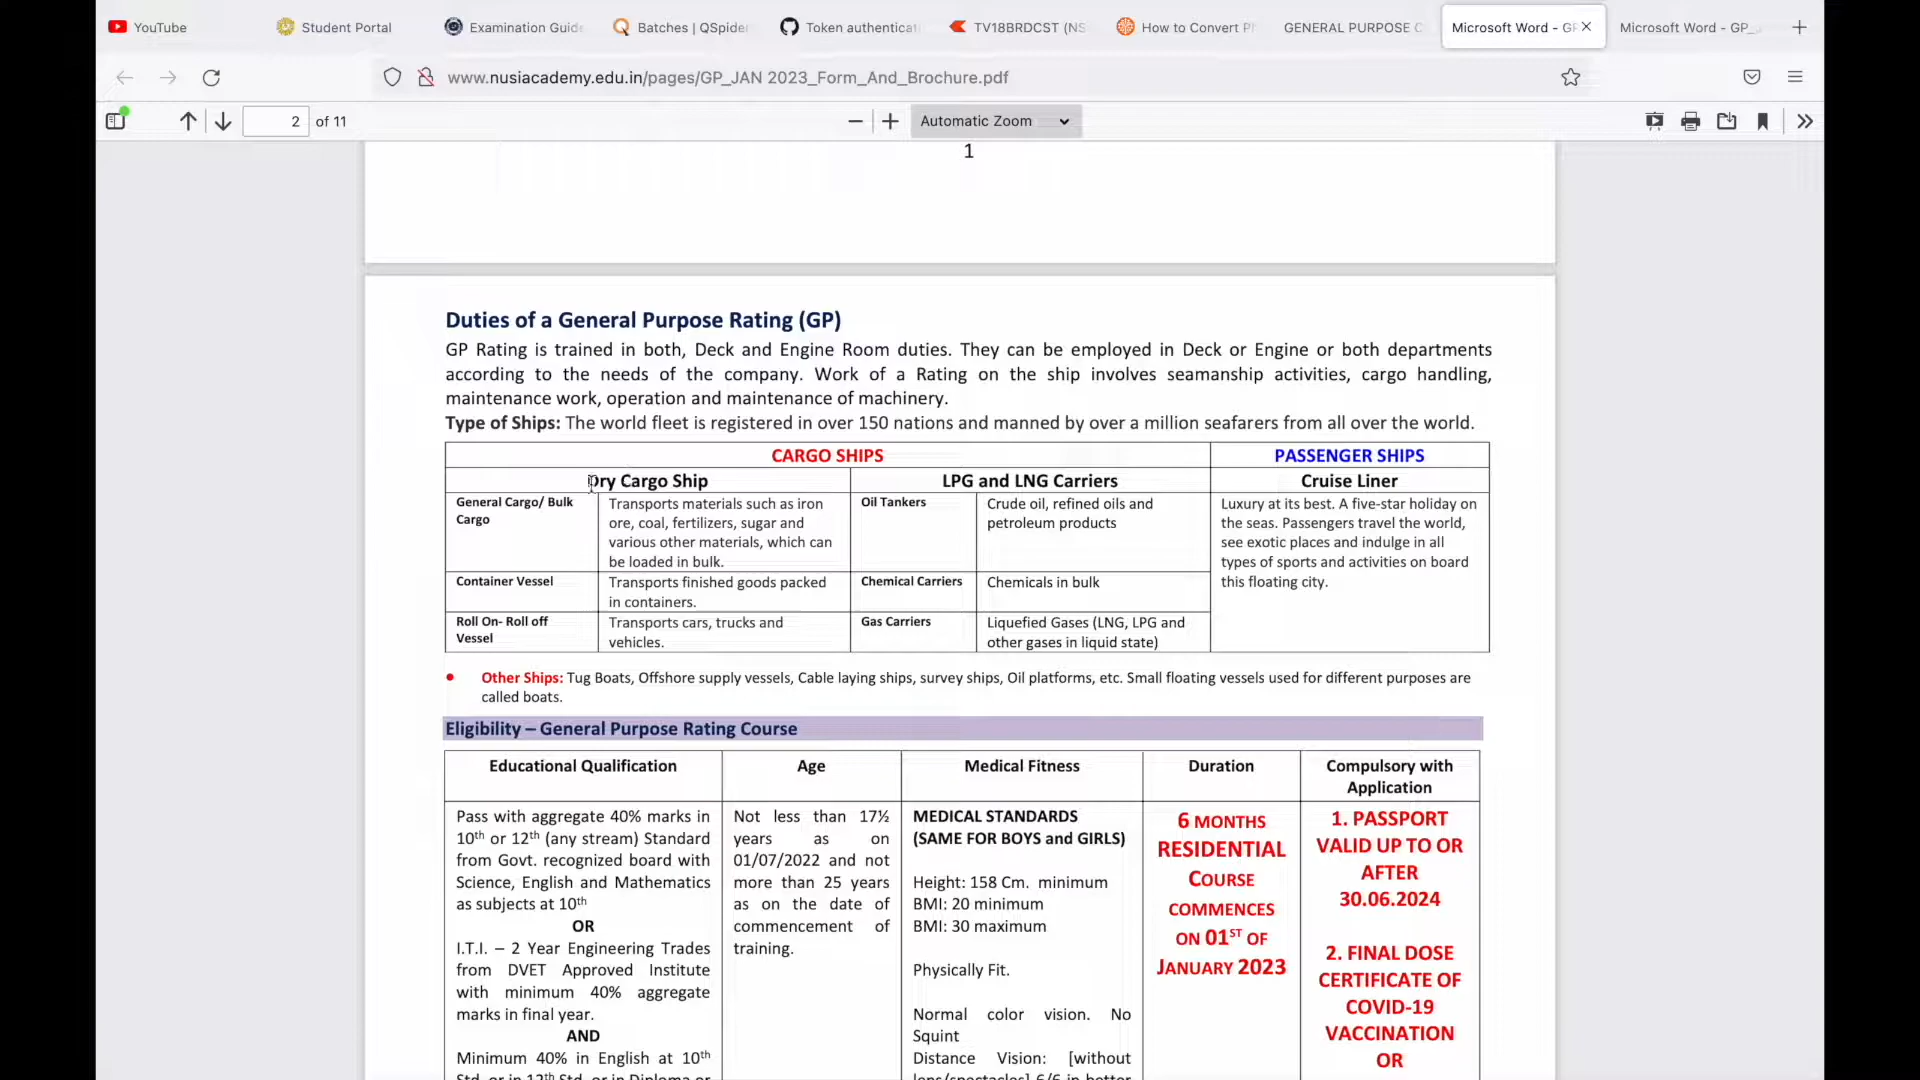 YouTube
Student Portal
Examination Guide
Batches | QSpider
Token authenticati
TV18BRDCST (NS
How to Convert P
GENERAL PURPOSE C
Microsoft Word - GP
Microsoft Word - GP_
www.nusiacademy.edu.in/pages/GP_JAN 2023_Form_And_Brochure.pdf
2 of 11
Automatic Zoom
1
Duties of a General Purpose Rating (GP)
GP Rating is trained in both, Deck and Engine Room duties. They can be employed in Deck or Engine or both departments
according to the needs of the company. Work of a Rating on the ship involves seamanship activities, cargo handling,
maintenance work, operation and maintenance of machinery.
Type of Ships: The world fleet is registered in over 150 nations and manned by over a million seafarers from all over the world.
CARGO SHIPS
PASSENGER SHIPS
Dry Cargo Ship
LPG and LNG Carriers
Cruise Liner
General Cargo/ Bulk
Cargo
Transports materials such as iron
ore, coal, fertilizers, sugar and
various other materials, which can
be loaded in bulk.
Oil Tankers
Crude oil, refined oils and
petroleum products
Luxury at its best. A five-star holiday on
the seas. Passengers travel the world,
see exotic places and indulge in all
types of sports and activities on board
this floating city.
Container Vessel
Transports finished goods packed
in containers.
Chemical Carriers
Chemicals in bulk
Roll On- Roll off
Vessel
Transports cars, trucks and
vehicles.
Gas Carriers
Liquefied Gases (LNG, LPG and
other gases in liquid state)
• Other Ships: Tug Boats, Offshore supply vessels, Cable laying ships, survey ships, Oil platforms, etc. Small floating vessels used for different purposes are
called boats.
Eligibility – General Purpose Rating Course
Educational Qualification
Age
Medical Fitness
Duration
Compulsory with
Application
Pass with aggregate 40% marks in
10th or 12th (any stream) Standard
from Govt. recognized board with
Science, English and Mathematics
as subjects at 10th
OR
I.T.I. – 2 Year Engineering Trades
from DVET Approved Institute
with minimum 40% aggregate
marks in final year.
AND
Minimum 40% in English at 10th
Std. or in 12th Std. or in Diploma or
Not less than 17½
years as on
01/07/2022 and not
more than 25 years
as on the date of
commencement of
training.
MEDICAL STANDARDS
(SAME FOR BOYS and GIRLS)
Height: 158 Cm. minimum
BMI: 20 minimum
BMI: 30 maximum
Physically Fit.
Normal color vision. No
Squint
Distance Vision: [without
lens/spectacles] 6/6 in better
6 MONTHS
RESIDENTIAL
COURSE
COMMENCES
ON 01ST OF
JANUARY 2023
1. PASSPORT
VALID UP TO OR
AFTER
30.06.2024
2. FINAL DOSE
CERTIFICATE OF
COVID-19
VACCINATION
OR